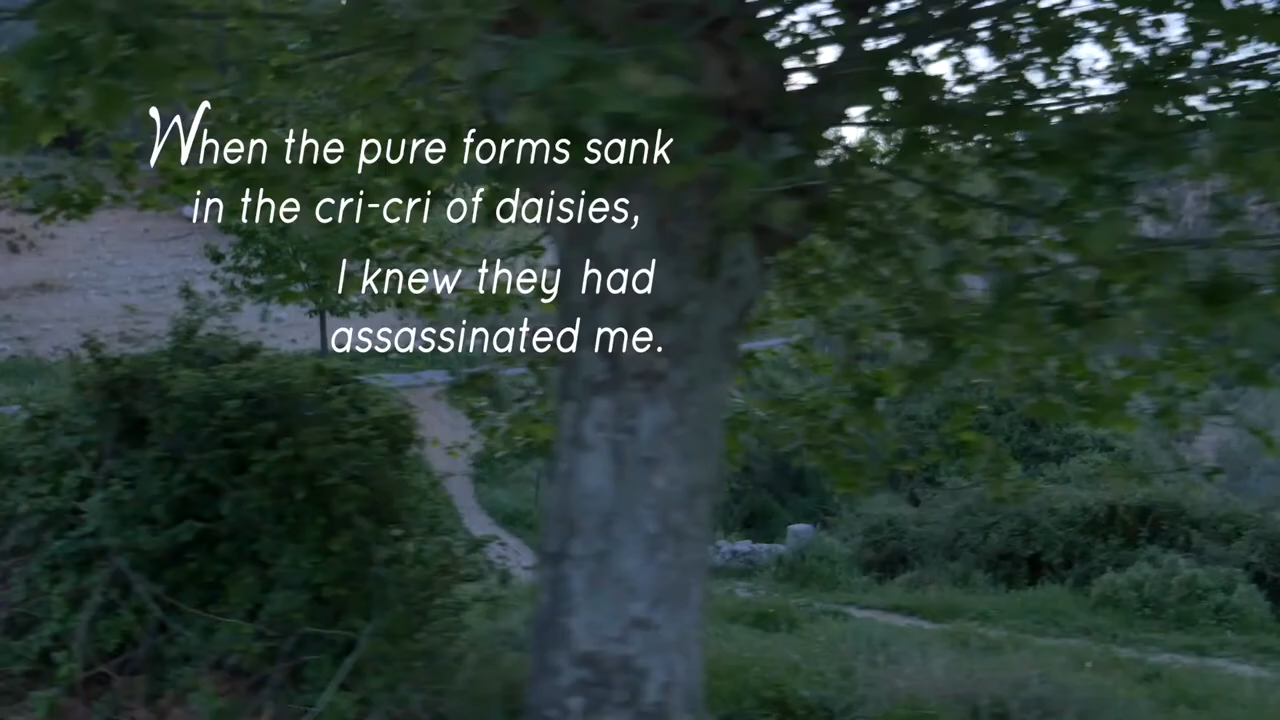 When the pure forms sank
in the cri-cri of daisies,
I knew they had
assassinated me.